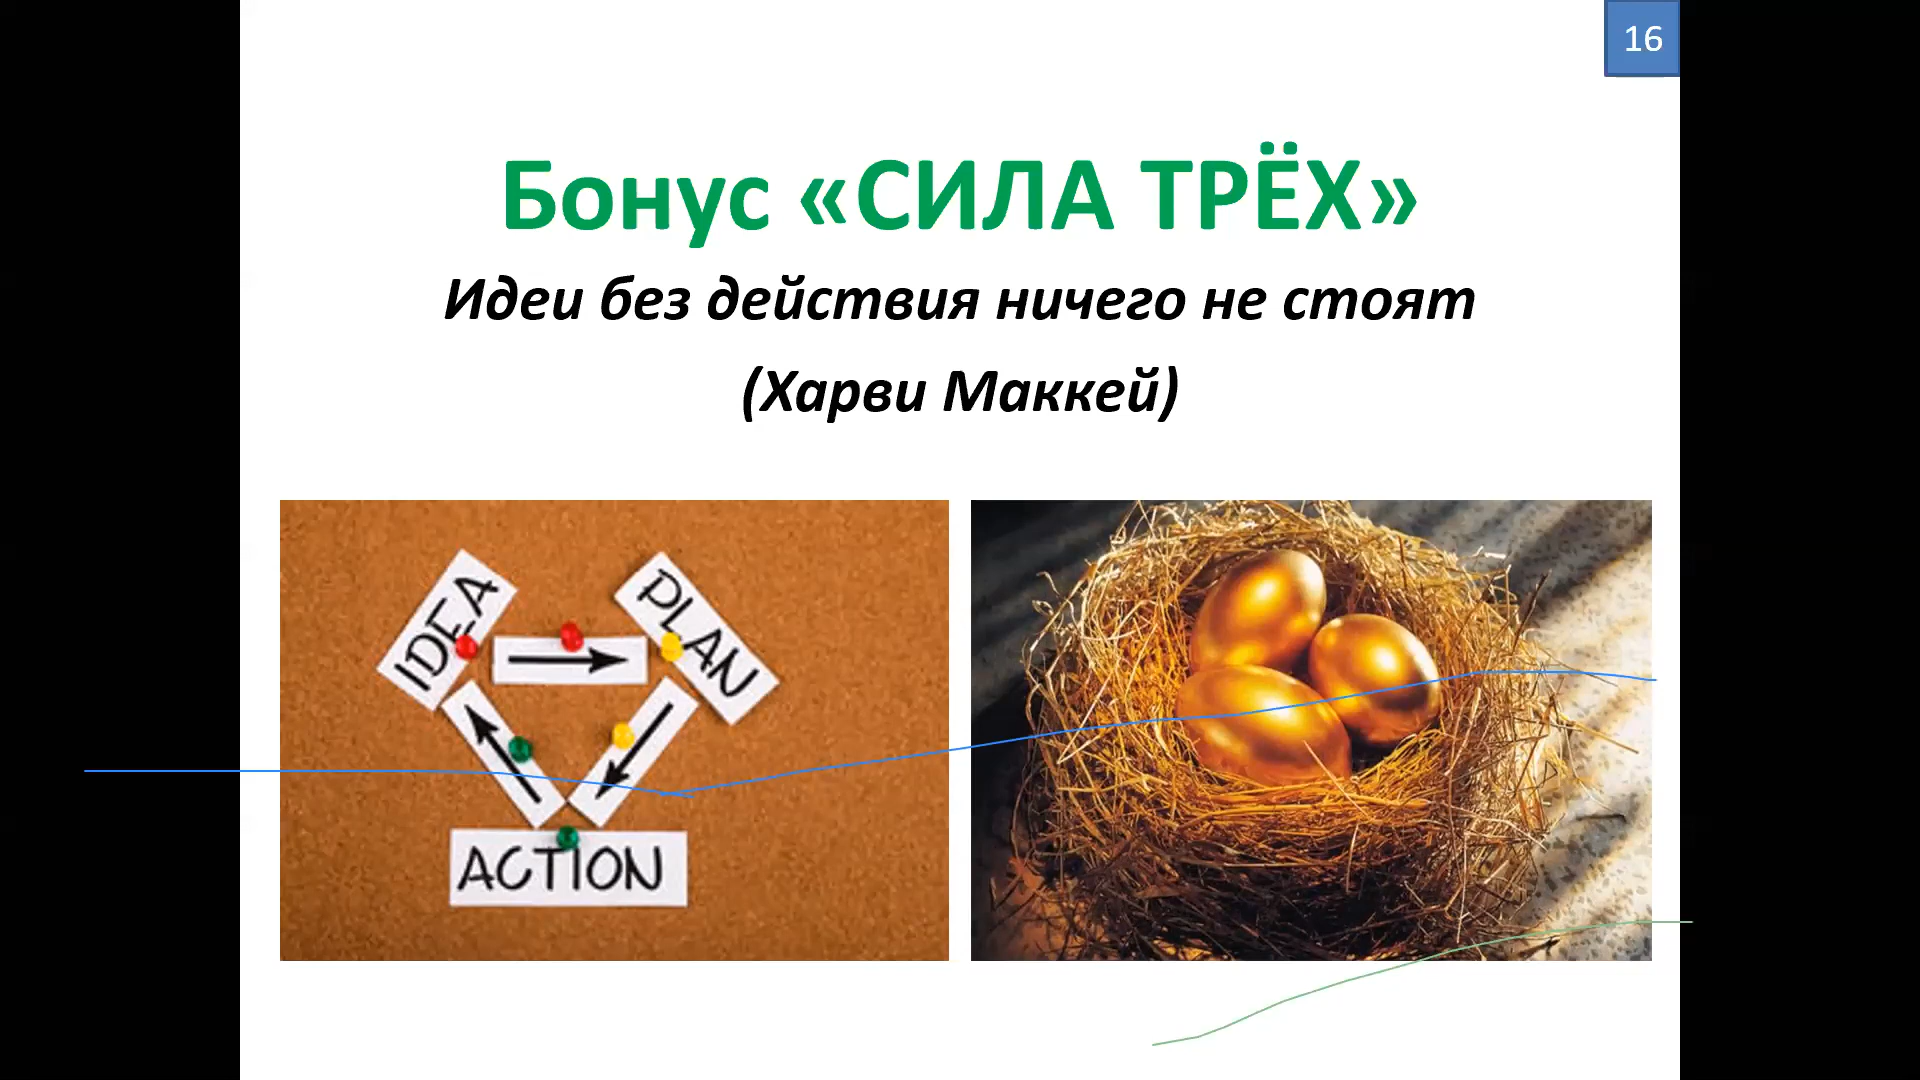 16
Бонус «СИЛА ТРЁХ»
Идеи без действия ничего не стоят
(Харви Маккей)
IDEA
PLAN
ACTION